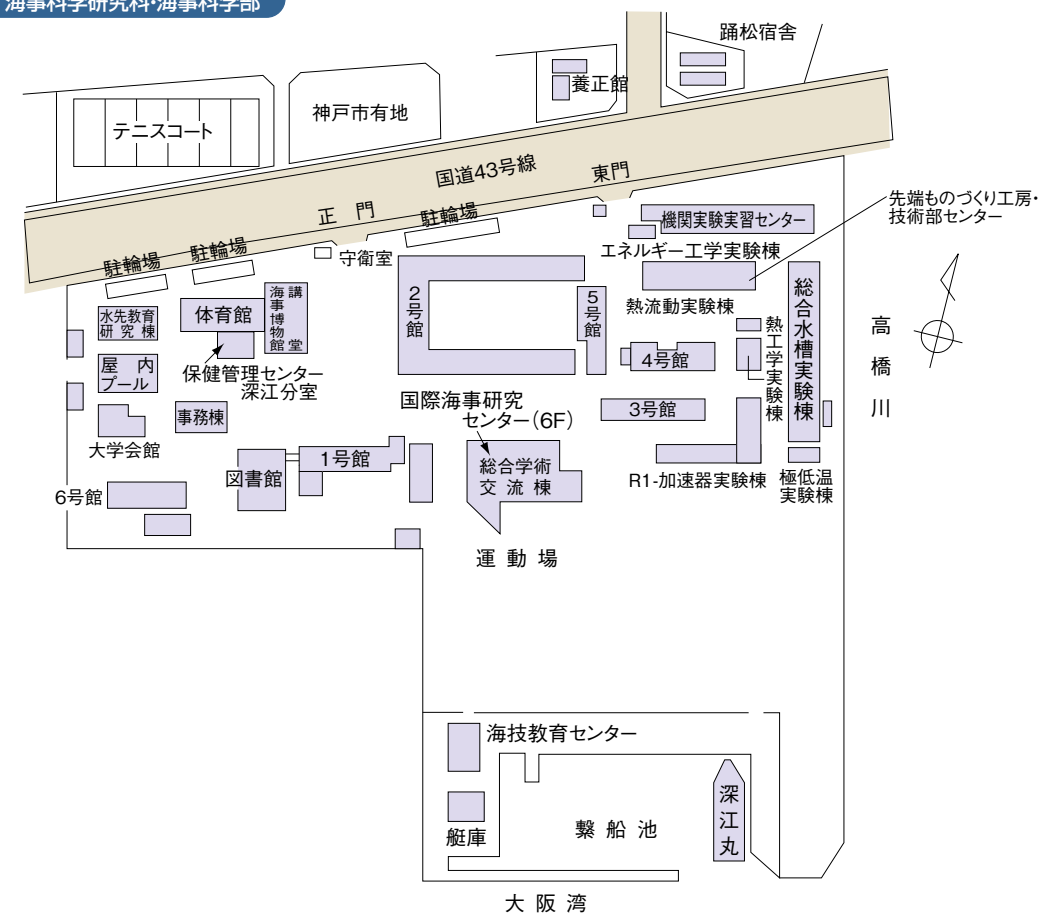 海事科学研究科・海事科学部
踊松宿舎
養正館
神戸市有地
テニスコート
国道43号線
東門
正 門
駐輪場
先端ものづくり工房・
技術部センター
機関実験実習センター
駐輪場
駐輪場
守衛室
エネルギー工学実験棟
2号館
5号館
熱流動実験棟
総合水槽実験棟
高橋川
水先教育
研 究 棟
体育館
海事博物館
講堂
熱工学実験棟
4号館
屋 内
プール
保健管理センター
深江分室
国際海事研究
センター(6F)
3号館
事務棟
大学会館
1号館
図書館
総合学術
交 流 棟
R1-加速器実験棟
極低温
実験棟
6号館
運 動 場
海技教育センター
深江丸
艇庫
繋 船 池
大 阪 湾